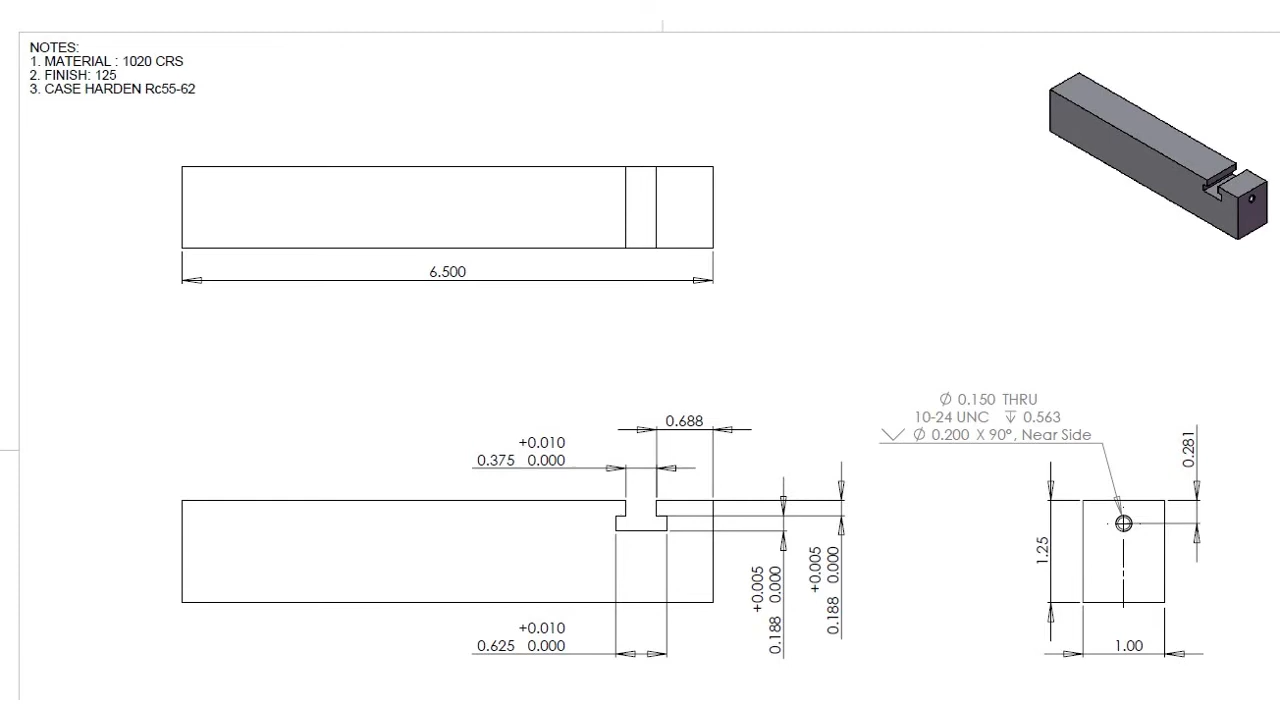 NOTES:
1. MATERIAL : 1020 CRS
2. FINISH: 125
3. CASE HARDEN Rc55-62
6.500
Ø 0.150 THRU
10-24 UNC ↧ 0.563
⌵ Ø 0.200 X 90°, Near Side
0.688
+0.010
0.375 0.000
0.281
1.25
+0.005
0.188 0.000
+0.005
0.188 0.000
+0.010
0.625 0.000
1.00